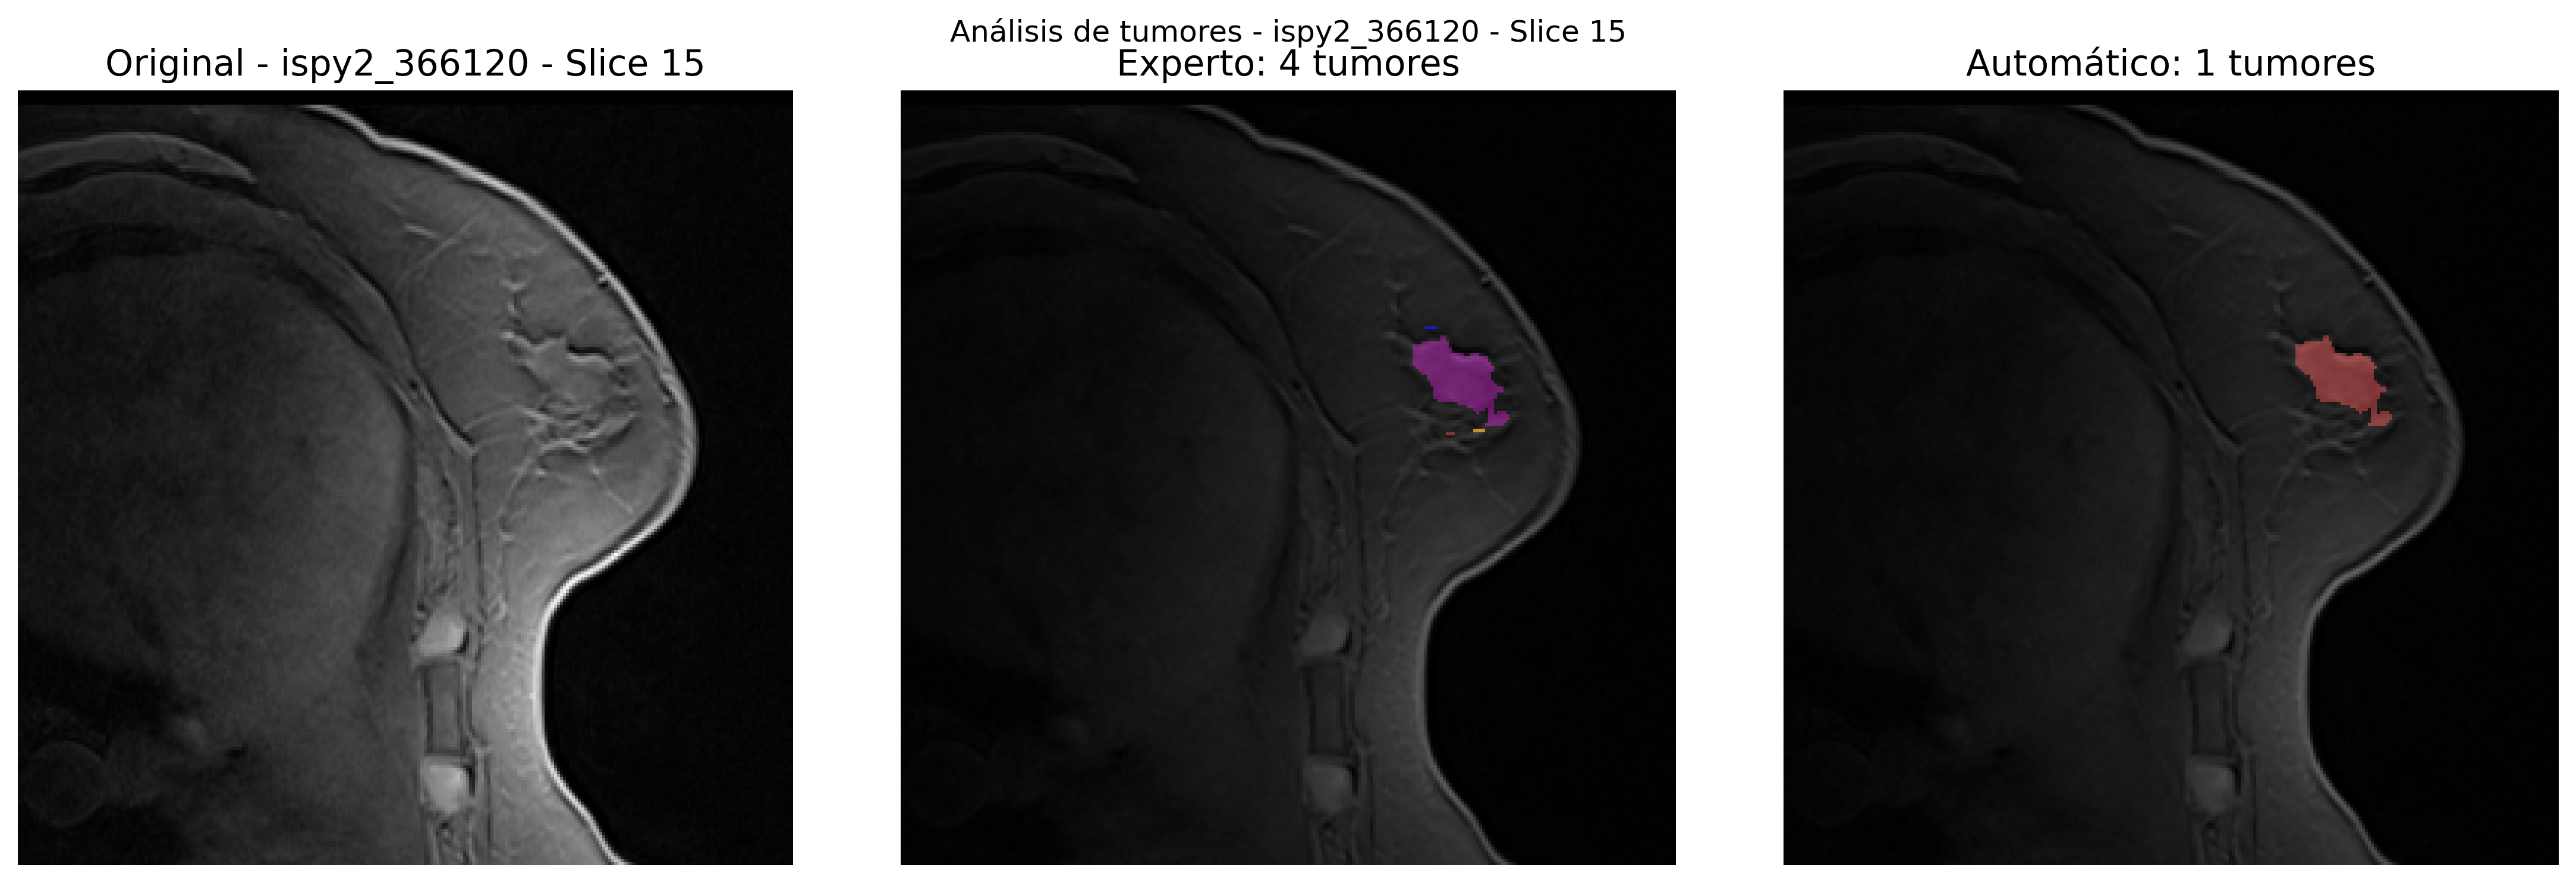 Análisis de tumores - ispy2_366120 - Slice 15
Original - ispy2_366120 - Slice 15
Experto: 4 tumores
Automático: 1 tumores